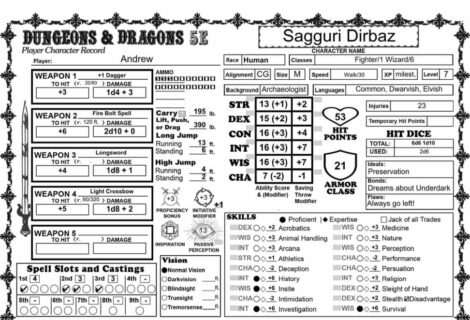 DUNGEONS & DRAGONS 5E
Player Character Record
Player: Andrew
Sagguri Dirbaz
CHARACTER NAME
Race Human Classes Fighter/1 Wizard/6
Alignment CG Size M Speed Walk/30 XP milest. Level 7
Background Archaeologist Languages Common, Dwarvish, Elvish
WEAPON 1 +1 Dagger
TO HIT (r. 20/60) DAMAGE
+3 1d4 + 3
WEAPON 2 Fire Bolt Spell
TO HIT (r. 120 ft.) DAMAGE
+6 2d10 + 0
WEAPON 3 Longsword
TO HIT (r. ) DAMAGE
+4 1d8 + 1
WEAPON 4 Light Crossbow
TO HIT (r. 80/320) DAMAGE
+5 1d8 + 2
WEAPON 5
TO HIT (r. ) DAMAGE
AMMO
Carry 195 lb.
Lift, Push, or Drag 390 lb.
Long Jump
Running 13 ft.
Standing 6 ft.
High Jump
Running 4 ft.
Standing 2 ft.
+3
PROFICIENCY BONUS
+3
INITIATIVE MODIFIER
INSPIRATION
13
PASSIVE PERCEPTION
STR 13 (+1) +2
DEX 15 (+2) +3
CON 16 (+3) +4
INT 16 (+3) +7
WIS 16 (+3) +7
CHA 7 (-2) -1
Ability Score & (Modifier)
Saving Throw Modifier
53
HIT POINTS
21
ARMOR CLASS
Injuries 23
Temporary Hit Points
HIT DICE
TOTAL: 6d6 1d10
USED: 2d6
Ideals:
Preservation
Bonds:
Dreams about Underdark
Flaws:
Always go left!
Spell Slots and Castings
1st 4 2nd 3 3rd 3 4th - 5th -
5th - 6th - 7th - 8th - 9th -
Vision
Normal Vision
Darkvision ft.
Blindsight ft.
Truesight ft.
Tremorsense ft.
SKILLS Proficient Expertise Jack of all Trades
DEX +2 Acrobatics
WIS +3 Animal Handling
INT +3 Arcana
STR +1 Athletics
CHA -2 Deception
INT +6 History
WIS +6 Insight
CHA -2 Intimidation
INT +6 Investigation
WIS +3 Medicine
INT +3 Nature
WIS +3 Perception
CHA -2 Performance
CHA -2 Persuation
INT +3 Religion
DEX +2 Sleight of Hand
DEX +2 Stealth Disadvantage
WIS +6 Survival